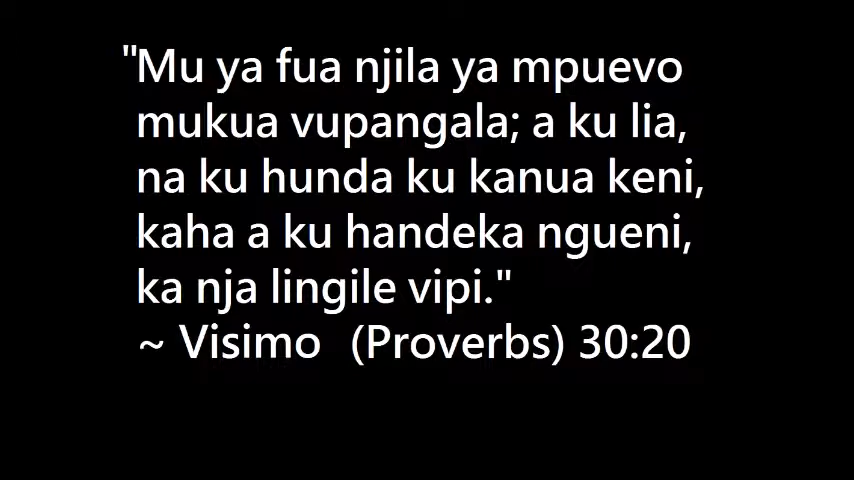 "Mu ya fua njila ya mpuevo
mukua vupangala; a ku lia,
na ku hunda ku kanua keni,
kaha a ku handeka ngueni,
ka nja lingile vipi."
~ Visimo (Proverbs) 30:20